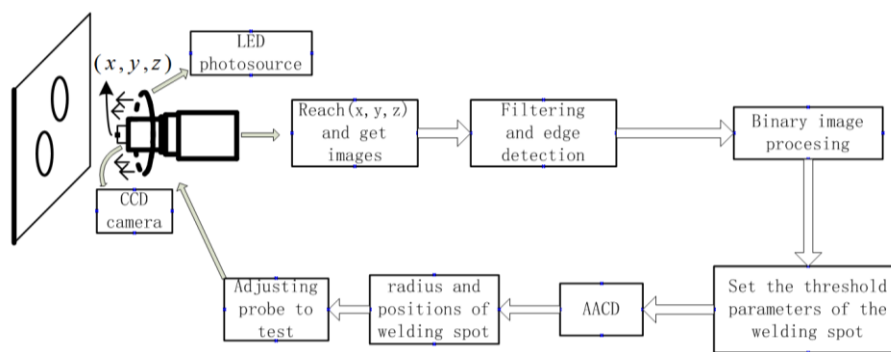 LED
photosource
(x, y, z)
CCD
camera
Reach(x, y, z)
and get
images
Filtering
and edge
detection
Binary image
procesing
Set the threshold
parameters of the
welding spot
AACD
radius and
positions of
welding spot
Adjusting
probe to
test